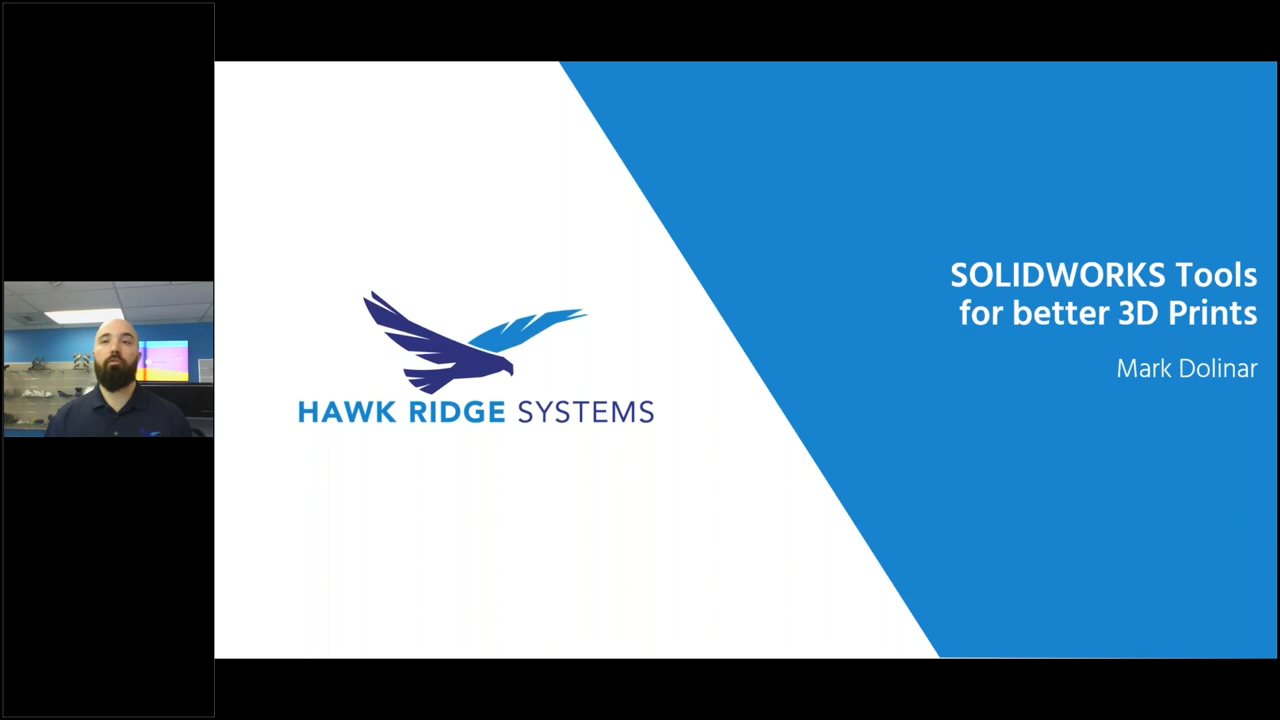 SOLIDWORKS Tools
for better 3D Prints
Mark Dolinar
HAWK RIDGE SYSTEMS